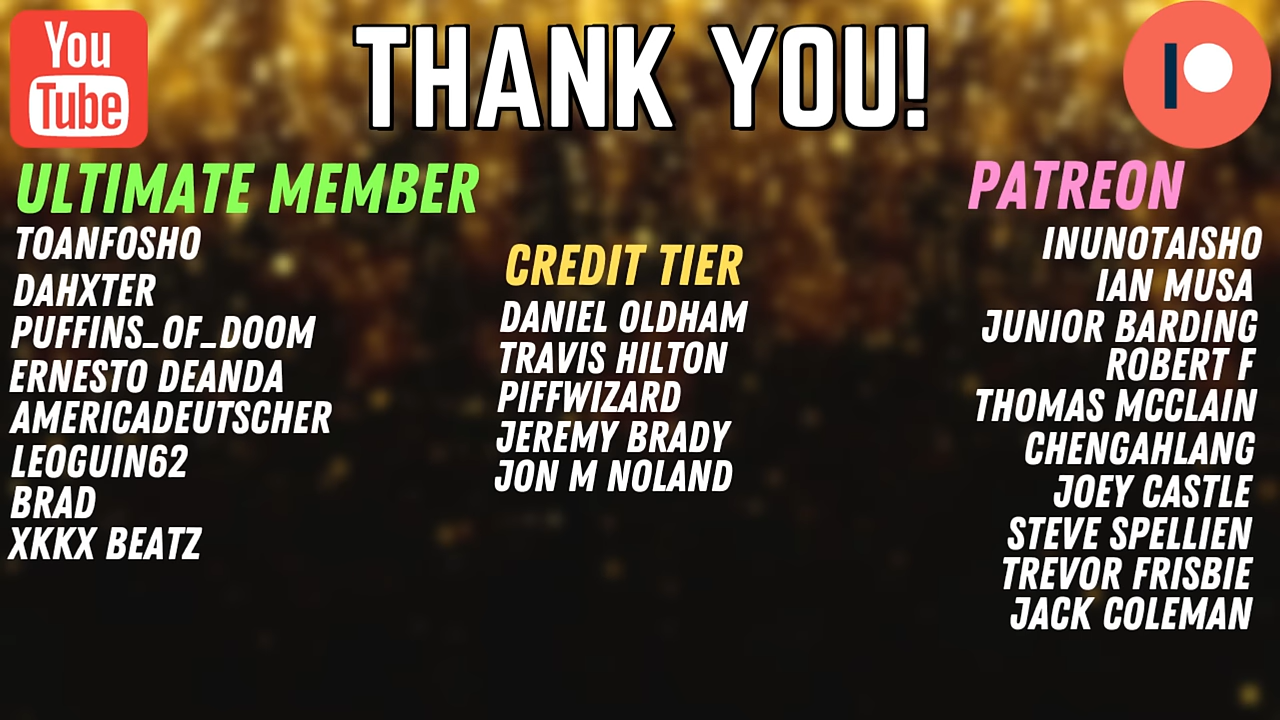 You
Tube
THANK YOU!
ULTIMATE MEMBER
TOANFOSHO
DAHXTER
PUFFINS_OF_DOOM
ERNESTO DEANDA
AMERICADEUTSCHER
LEOGUIN62
BRAD
XKKX BEATZ
CREDIT TIER
DANIEL OLDHAM
TRAVIS HILTON
PIFFWIZARD
JEREMY BRADY
JON M NOLAND
PATREON
INUNOTAISHO
IAN MUSA
JUNIOR BARDING
ROBERT F
THOMAS MCCLAIN
CHENGAHLANG
JOEY CASTLE
STEVE SPELLIEN
TREVOR FRISBIE
JACK COLEMAN